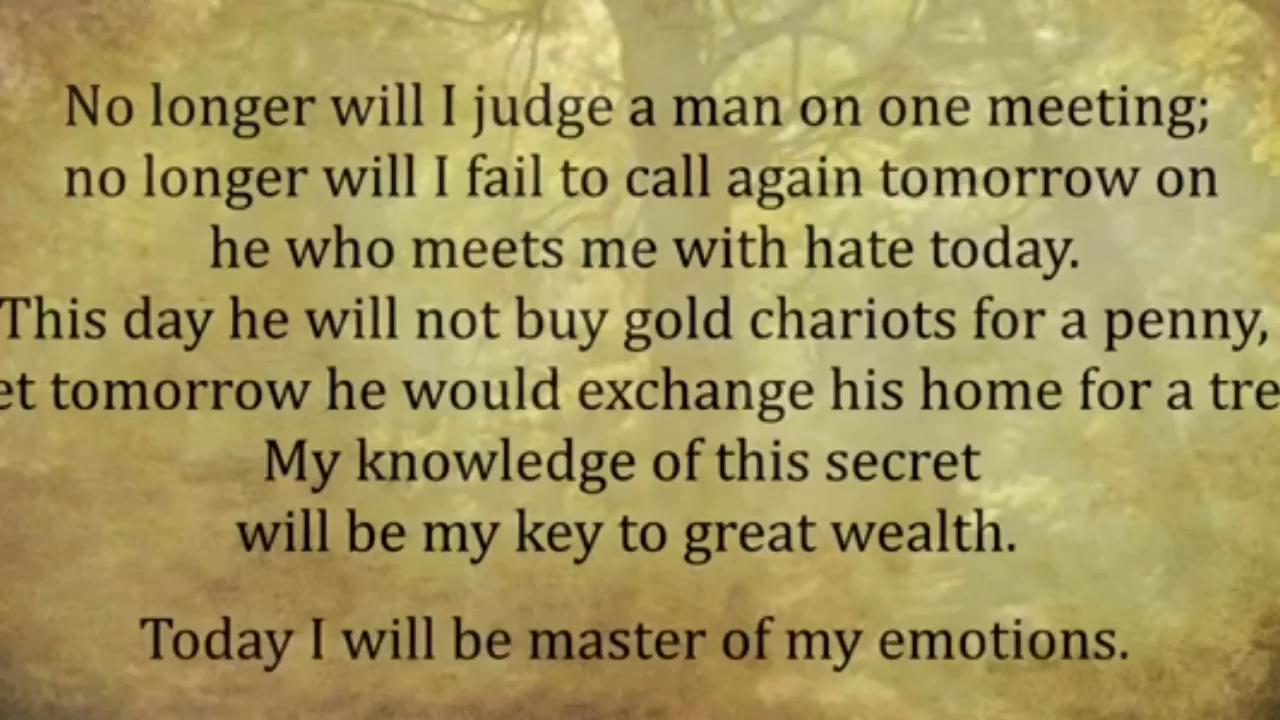 No longer will I judge a man on one meeting;
no longer will I fail to call again tomorrow on
he who meets me with hate today.
This day he will not buy gold chariots for a penny,
et tomorrow he would exchange his home for a tre
My knowledge of this secret
will be my key to great wealth.
Today I will be master of my emotions.